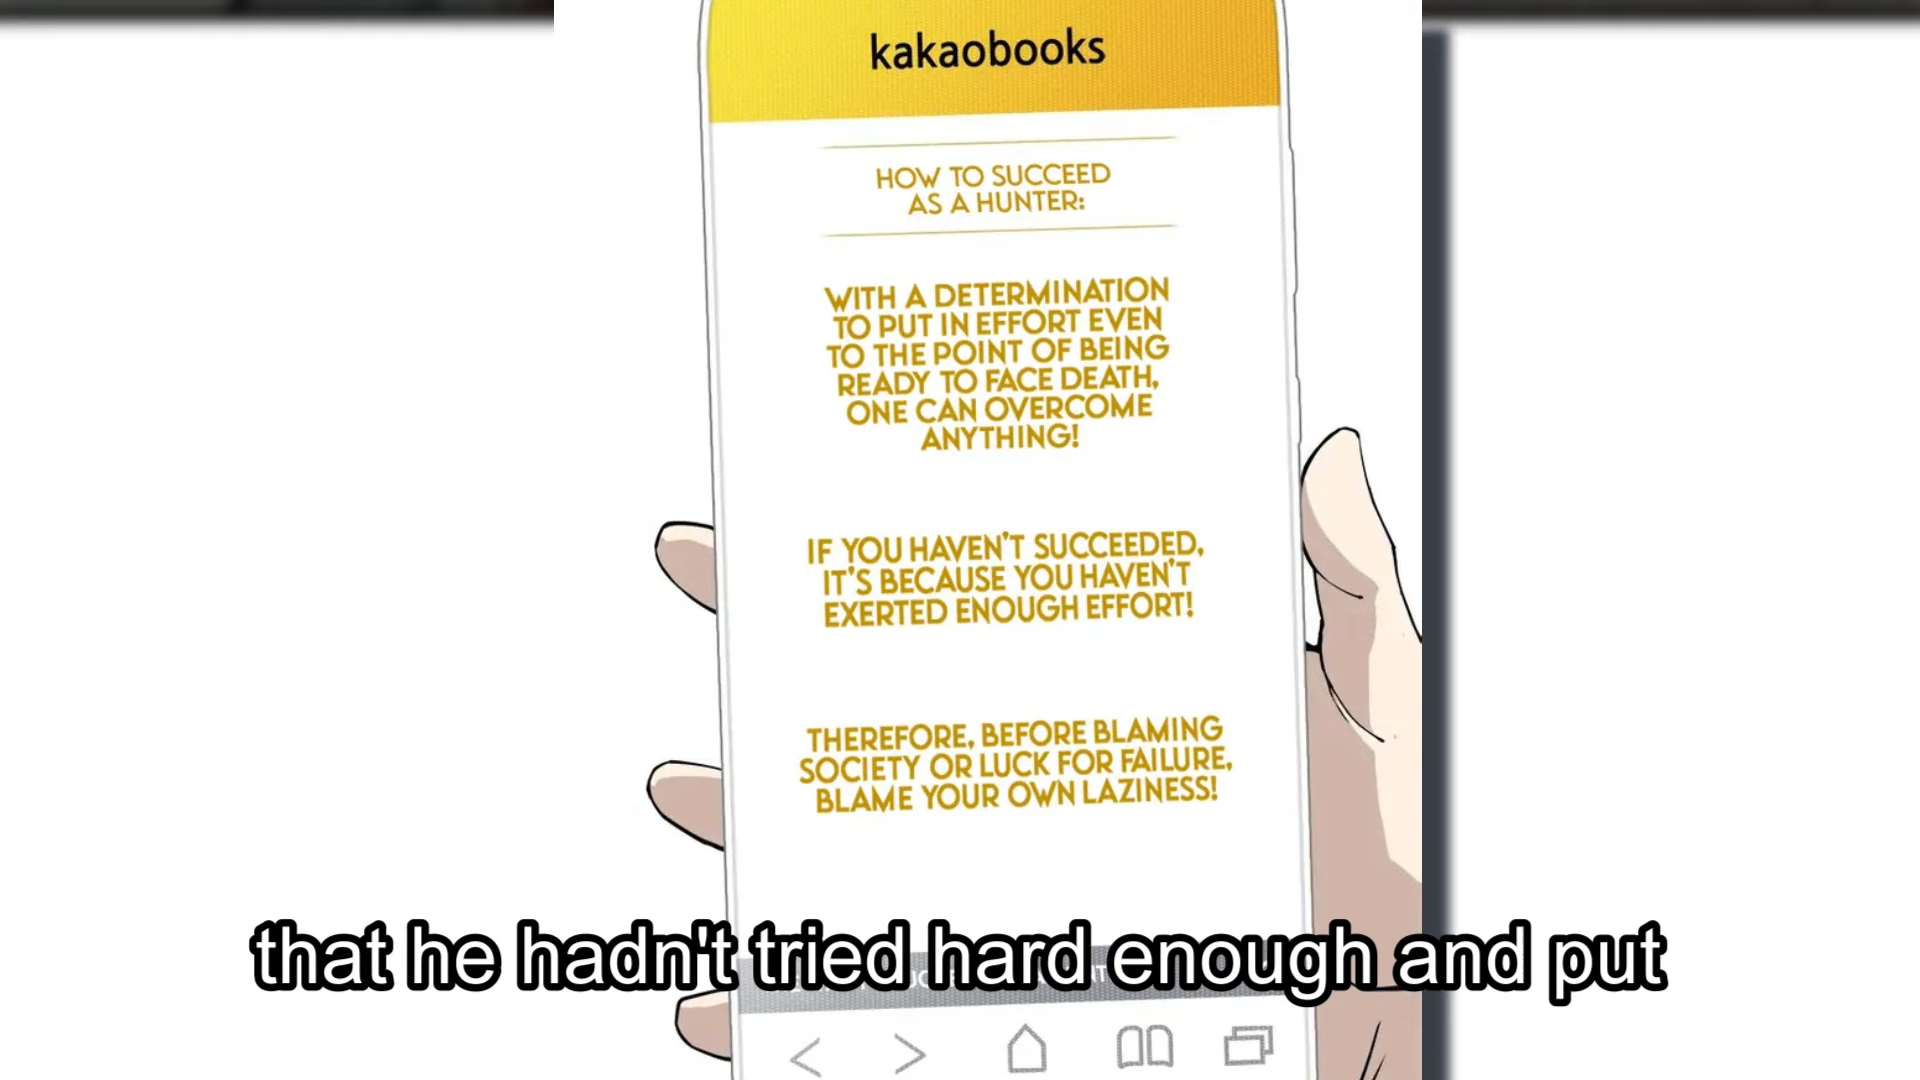 kakaobooks
HOW TO SUCCEED
AS A HUNTER:
WITH A DETERMINATION
TO PUT IN EFFORT EVEN
TO THE POINT OF BEING
READY TO FACE DEATH,
ONE CAN OVERCOME
ANYTHING!
IF YOU HAVEN'T SUCCEEDED,
IT'S BECAUSE YOU HAVEN'T
EXERTED ENOUGH EFFORT!
THEREFORE, BEFORE BLAMING
SOCIETY OR LUCK FOR FAILURE,
BLAME YOUR OWN LAZINESS!
that he hadn't tried hard enough and put